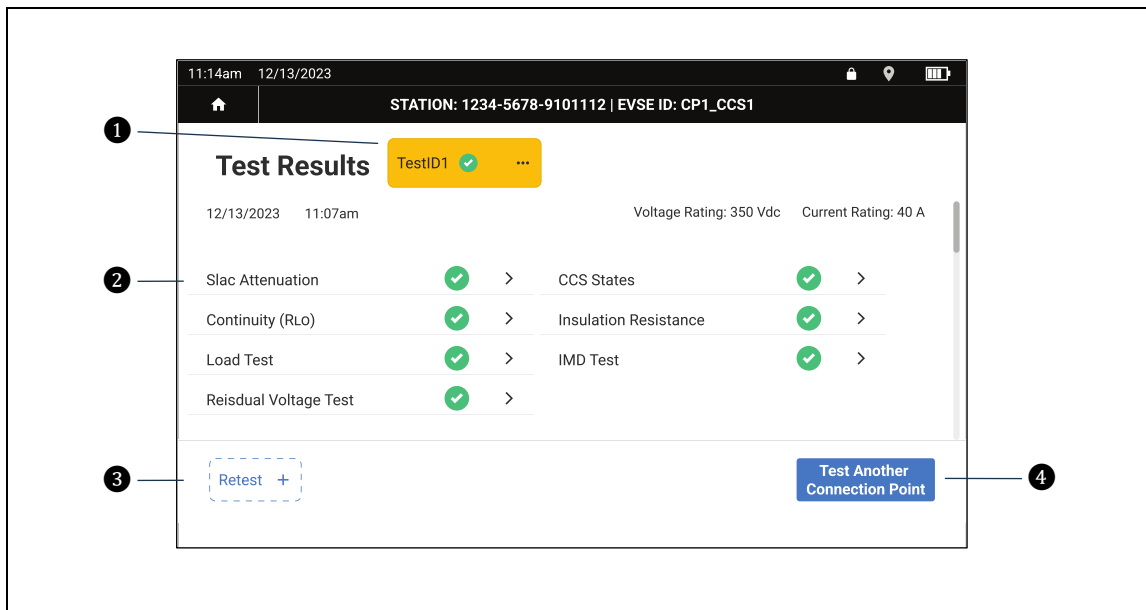 11:14am 12/13/2023
STATION: 1234-5678-9101112 | EVSE ID: CP1_CCS1
1
Test Results
TestID1 ...
12/13/2023 11:07am Voltage Rating: 350 Vdc Current Rating: 40 A
2
Slac Attenuation CCS States
Continuity (RLO) Insulation Resistance
Load Test IMD Test
Reisdual Voltage Test
3
Retest +
Test Another
Connection Point
4